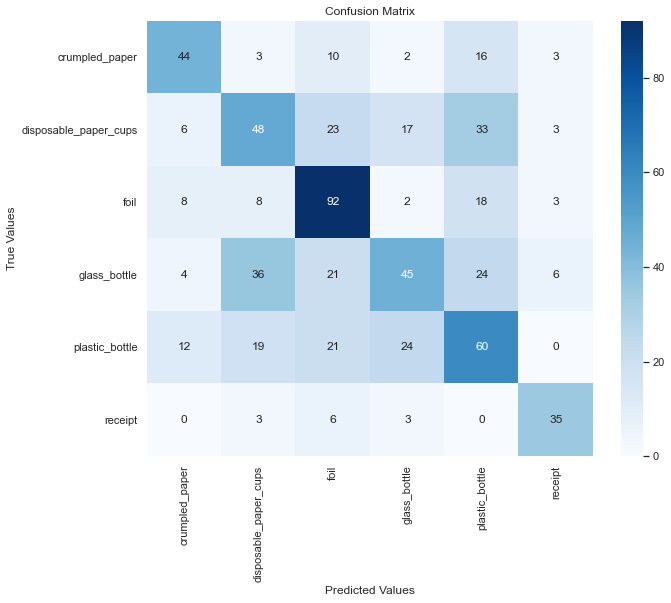 Confusion Matrix
True Values
crumpled_paper 44 3 10 2 16 3
disposable_paper_cups 6 48 23 17 33 3
foil 8 8 92 2 18 3
glass_bottle 4 36 21 45 24 6
plastic_bottle 12 19 21 24 60 0
receipt 0 3 6 3 0 35
crumpled_paper disposable_paper_cups foil glass_bottle plastic_bottle receipt
Predicted Values
80
60
40
20
0